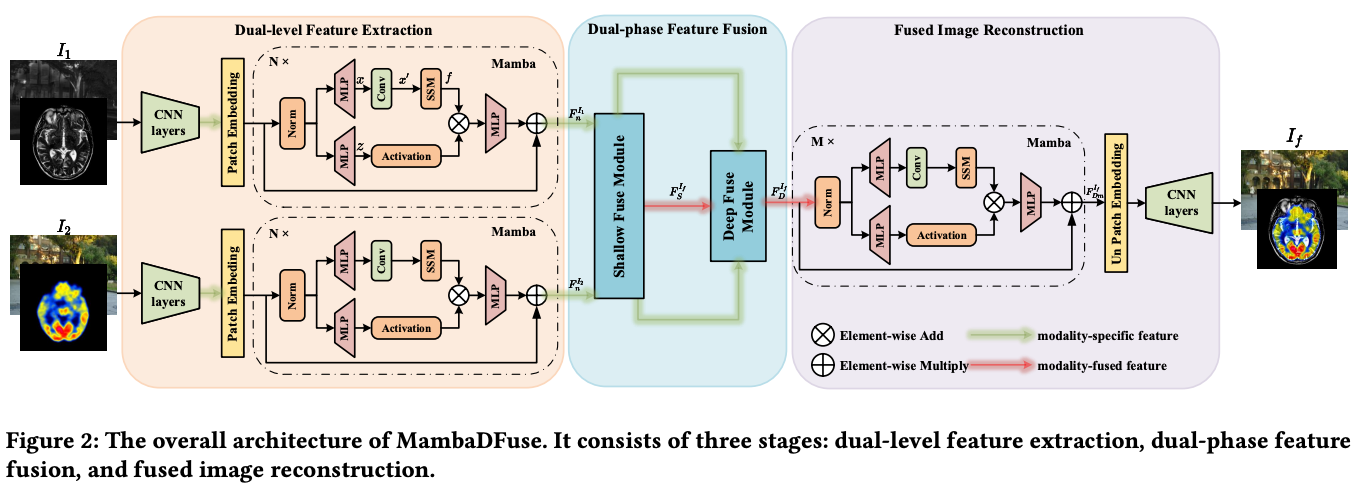 Dual-level Feature Extraction
Dual-phase Feature Fusion
Fused Image Reconstruction
I1
CNN
layers
Patch Embedding
N ×
Mamba
Norm
MLP
x
Conv
x'
SSM
f
MLP
z
Activation
MLP
F_n^{I_1}
I2
CNN
layers
Patch Embeding
N ×
Mamba
Norm
MLP
Conv
SSM
MLP
Activation
MLP
F_n^{I_2}
Shallow Fuse Module
F_S^{I_f}
Deep Fuse
Module
F_D^{I_f}
M ×
Mamba
Norm
MLP
Conv
SSM
MLP
Activation
MLP
F_{Dm}^{I_f}
Un Patch Embedding
CNN
layers
If
Element-wise Add
modality-specific feature
Element-wise Multiply
modality-fused feature
Figure 2: The overall architecture of MambaDFuse. It consists of three stages: dual-level feature extraction, dual-phase feature
fusion, and fused image reconstruction.